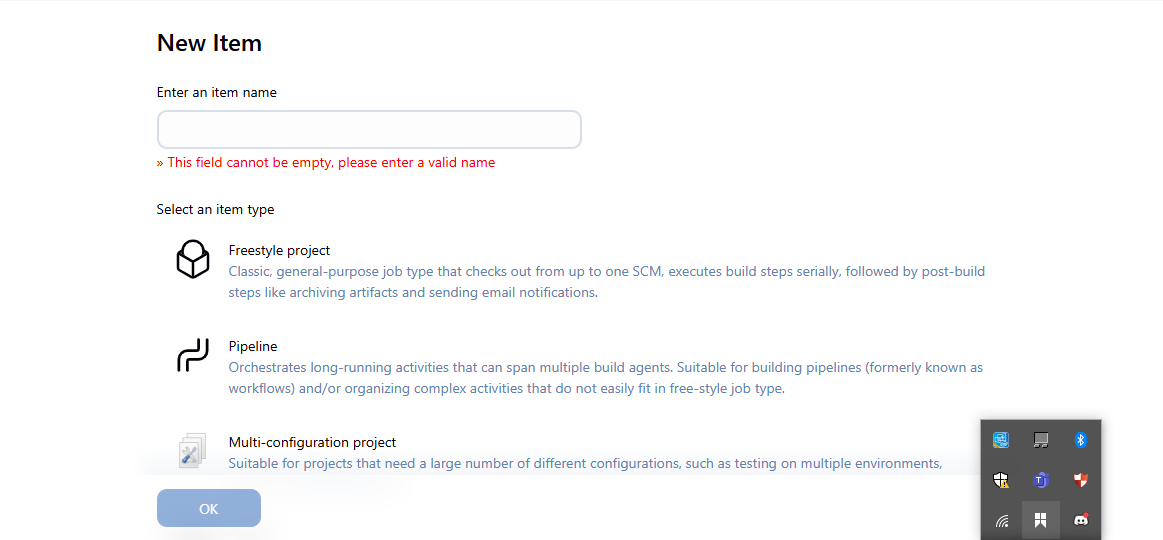 New Item
Enter an item name
» This field cannot be empty, please enter a valid name
Select an item type
Freestyle project
Classic, general-purpose job type that checks out from up to one SCM, executes build steps serially, followed by post-build
steps like archiving artifacts and sending email notifications.
Pipeline
Orchestrates long-running activities that can span multiple build agents. Suitable for building pipelines (formerly known as
workflows) and/or organizing complex activities that do not easily fit in free-style job type.
Multi-configuration project
Suitable for projects that need a large number of different configurations, such as testing on multiple environments,
OK